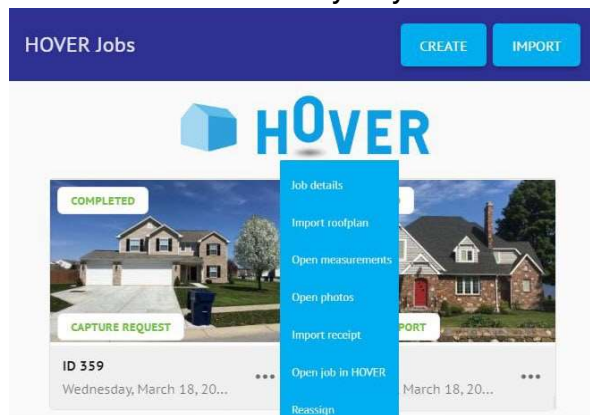 HOVER Jobs
CREATE
IMPORT
HOVER
COMPLETED
CAPTURE REQUEST
ID 359
Wednesday, March 18, 20...
Job details
Import roofplan
Open measurements
Open photos
Import receipt
Open job in HOVER
Reassign
PORT
March 18, 20...